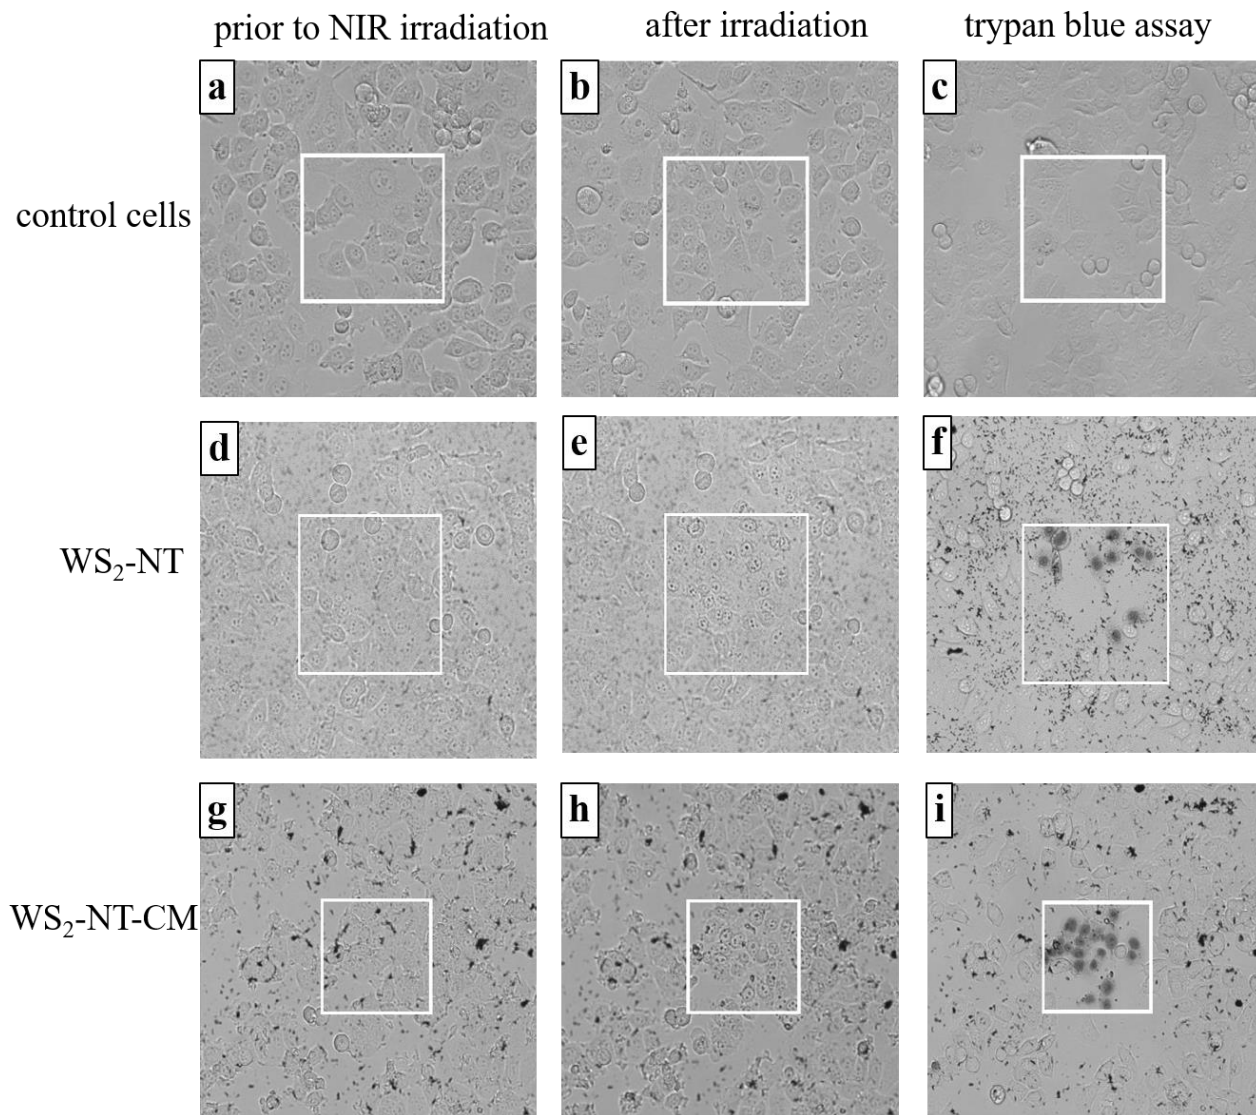 prior to NIR irradiation
after irradiation
trypan blue assay
a
b
c
control cells
d
e
f
WS₂-NT
g
h
i
WS₂-NT-CM